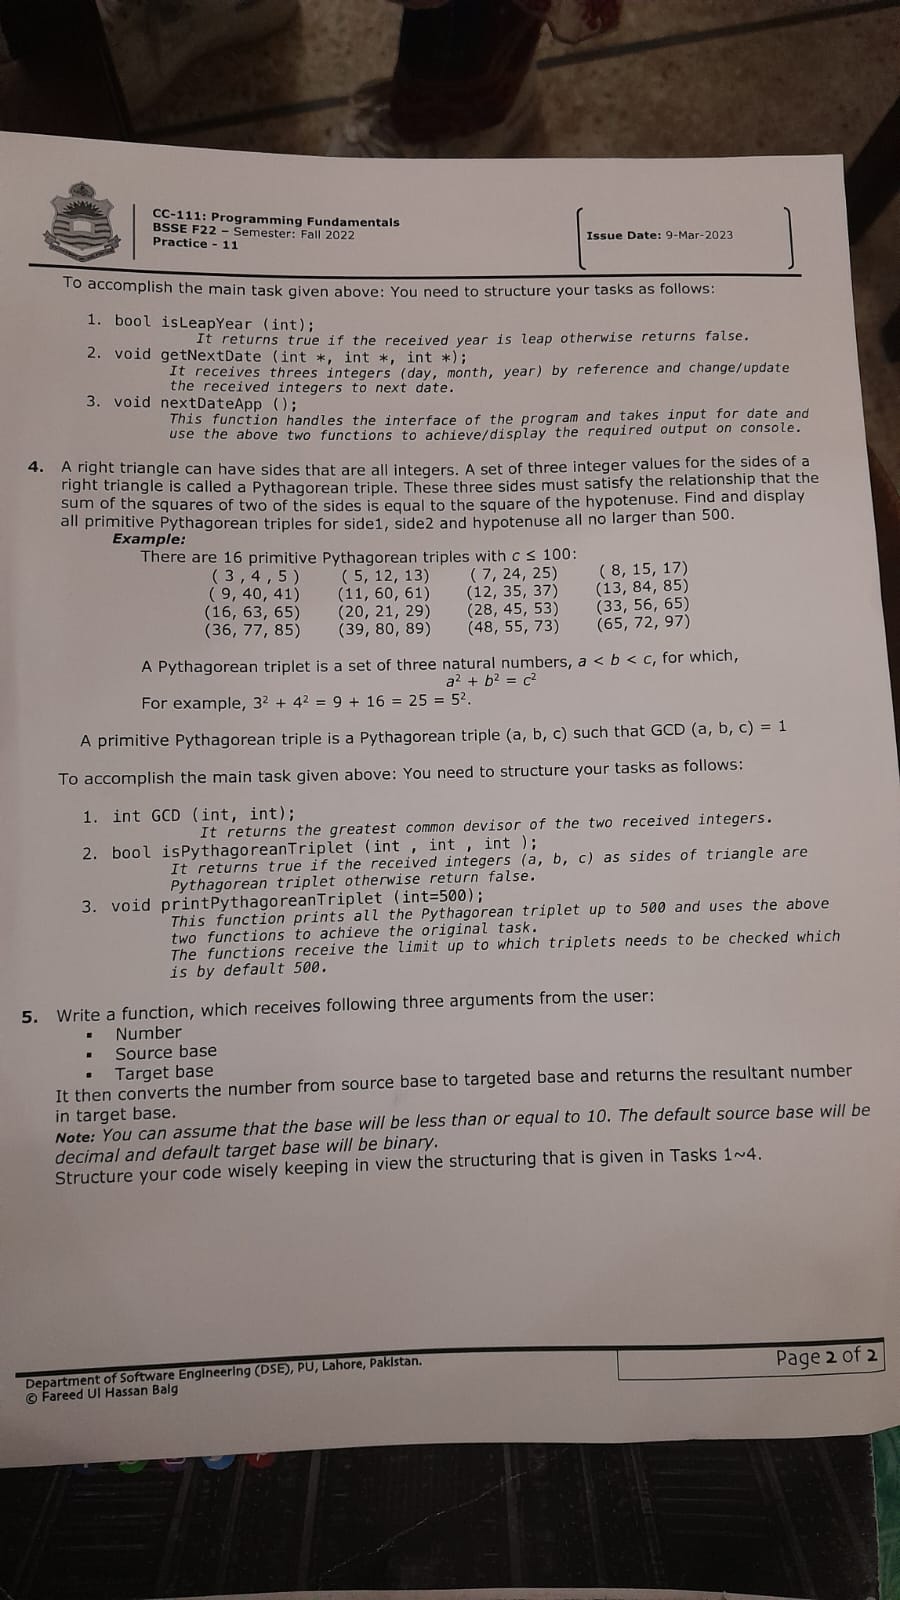 CC-111: Programming Fundamentals
BSSE F22 – Semester: Fall 2022
Practice - 11
Issue Date: 9-Mar-2023
To accomplish the main task given above: You need to structure your tasks as follows:
1. bool isLeapYear (int);
It returns true if the received year is leap otherwise returns false.
2. void getNextDate (int *, int *, int *);
It receives threes integers (day, month, year) by reference and change/update
the received integers to next date.
3. void nextDateApp ();
This function handles the interface of the program and takes input for date and
use the above two functions to achieve/display the required output on console.
4. A right triangle can have sides that are all integers. A set of three integer values for the sides of a
right triangle is called a Pythagorean triple. These three sides must satisfy the relationship that the
sum of the squares of two of the sides is equal to the square of the hypotenuse. Find and display
all primitive Pythagorean triples for side1, side2 and hypotenuse all no larger than 500.
Example:
There are 16 primitive Pythagorean triples with c ≤ 100:
( 3 , 4 , 5 ) ( 5, 12, 13) ( 7, 24, 25) ( 8, 15, 17)
( 9, 40, 41) (11, 60, 61) (12, 35, 37) (13, 84, 85)
(16, 63, 65) (20, 21, 29) (28, 45, 53) (33, 56, 65)
(36, 77, 85) (39, 80, 89) (48, 55, 73) (65, 72, 97)
A Pythagorean triplet is a set of three natural numbers, a < b < c, for which,
a² + b² = c²
For example, 3² + 4² = 9 + 16 = 25 = 5².
A primitive Pythagorean triple is a Pythagorean triple (a, b, c) such that GCD (a, b, c) = 1
To accomplish the main task given above: You need to structure your tasks as follows:
1. int GCD (int, int);
It returns the greatest common devisor of the two received integers.
2. bool isPythagoreanTriplet (int , int , int );
It returns true if the received integers (a, b, c) as sides of triangle are
Pythagorean triplet otherwise return false.
3. void printPythagoreanTriplet (int=500);
This function prints all the Pythagorean triplet up to 500 and uses the above
two functions to achieve the original task.
The functions receive the limit up to which triplets needs to be checked which
is by default 500.
5. Write a function, which receives following three arguments from the user:
▪ Number
▪ Source base
▪ Target base
It then converts the number from source base to targeted base and returns the resultant number
in target base.
Note: You can assume that the base will be less than or equal to 10. The default source base will be
decimal and default target base will be binary.
Structure your code wisely keeping in view the structuring that is given in Tasks 1~4.
Department of Software Engineering (DSE), PU, Lahore, Pakistan.
© Fareed Ul Hassan Baig
Page 2 of 2